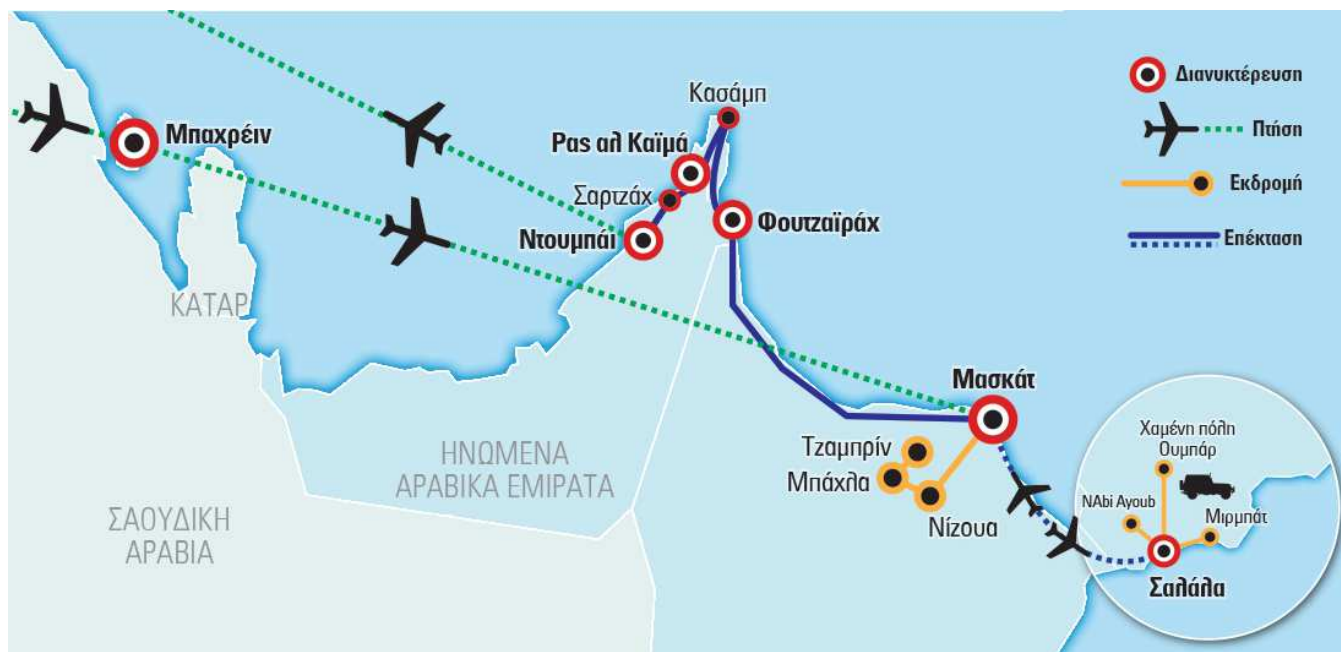 Κασάμπ
Διανυκτέρευση
Μπαχρέιν
Πτήση
Ρας αλ Καϊμά
Σαρτζάχ
Εκδρομή
Ντουμπάι
Φουτζαϊράχ
Επέκταση
ΚΑΤΑΡ
Μασκάτ
Χαμένη πόλη
Ουμπάρ
ΗΝΩΜΕΝΑ
ΑΡΑΒΙΚΑ ΕΜΙΡΑΤΑ
Τζαμπρίν
Μπάχλα
Νίζουα
NAbi Ayoub
Μιρμπάτ
ΣΑΟΥΔΙΚΗ
ΑΡΑΒΙΑ
Σαλάλα